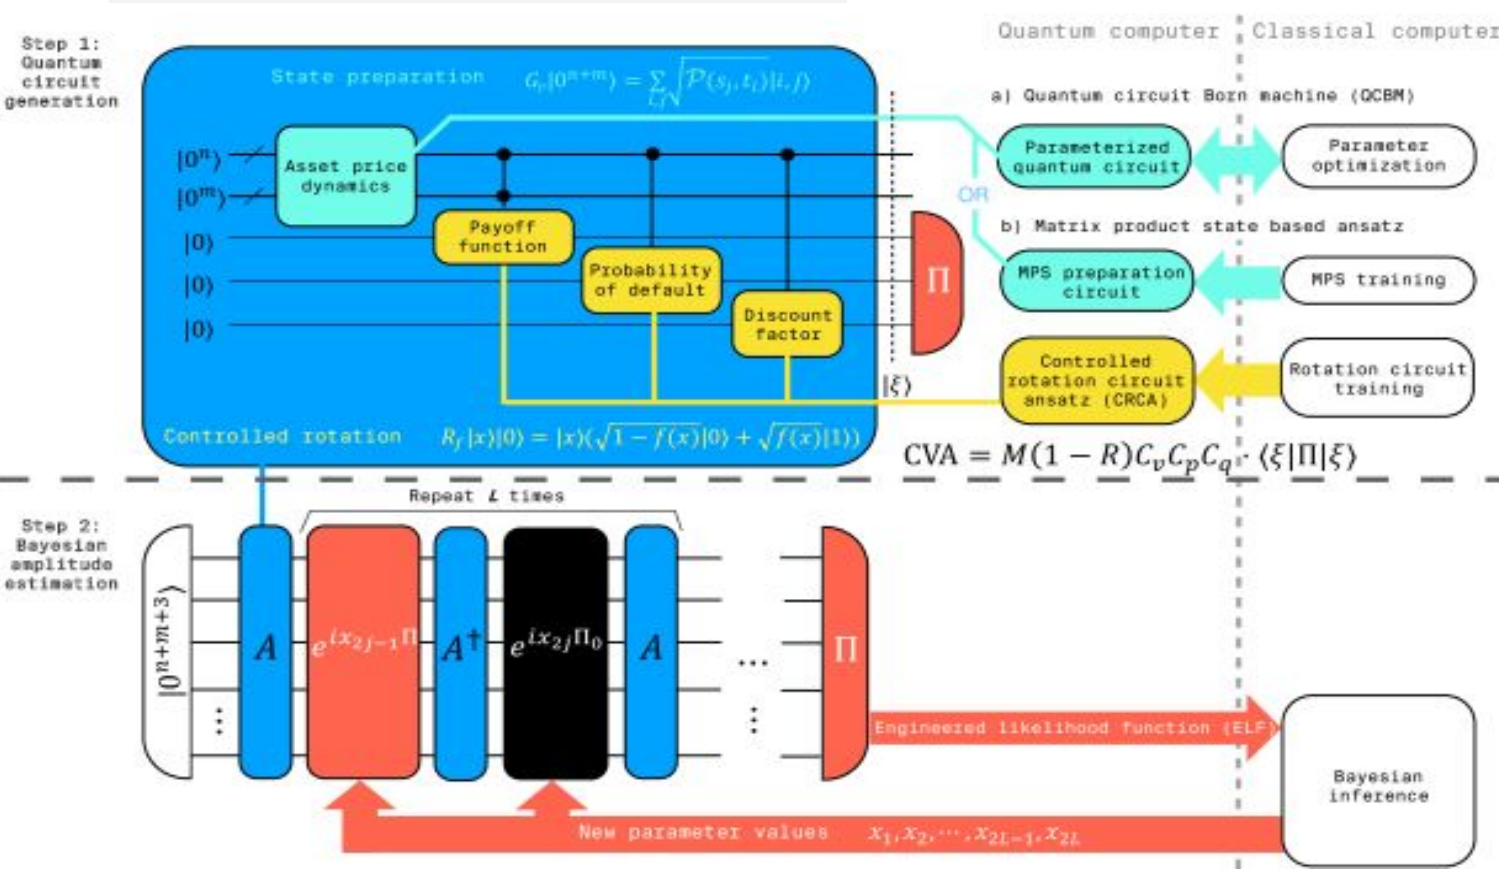 Quantum computer
Classical computer
Step 1:
Quantum
circuit
generation
State preparation
G_p|0^{n+m}⟩ = Σ_{i,j} √P(s_j, t_i)|i, j⟩
|0^n⟩
|0^m⟩
|0⟩
|0⟩
|0⟩
Asset price
dynamics
Payoff
function
Probability
of default
Discount
factor
Π
|ξ⟩
Controlled rotation
R_f|x⟩|0⟩ = |x⟩(√1 − f(x)|0⟩ + √f(x)|1⟩)
a) Quantum circuit Born machine (QCBM)
Parameterized
quantum circuit
Parameter
optimization
OR
b) Matrix product state based ansatz
MPS preparation
circuit
MPS training
Controlled
rotation circuit
ansatz (CRCA)
Rotation circuit
training
CVA = M(1 − R)C_vC_pC_q · ⟨ξ|Π|ξ⟩
Step 2:
Bayesian
amplitude
estimation
Repeat L times
|0^{n+m+3}⟩
A
e^{ix_{2j−1}Π}
A†
e^{ix_{2j}Π_0}
A
Π
Engineered likelihood function (ELF)
Bayesian
inference
New parameter values x_1, x_2, ⋯, x_{2L−1}, x_{2L}